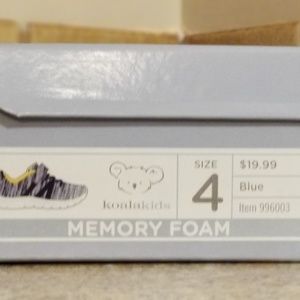 SIZE
4
$19.99
Blue
Item 996003
koalakids
MEMORY FOAM